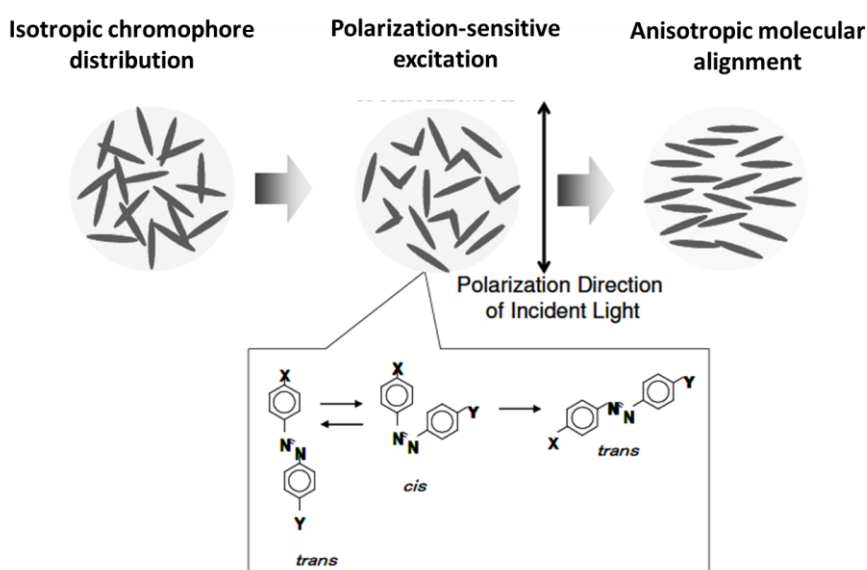 Isotropic chromophore
distribution
Polarization-sensitive
excitation
Anisotropic molecular
alignment
Polarization Direction
of Incident Light
X
N
N
Y
trans
X
N
N
Y
cis
X
N
N
Y
trans